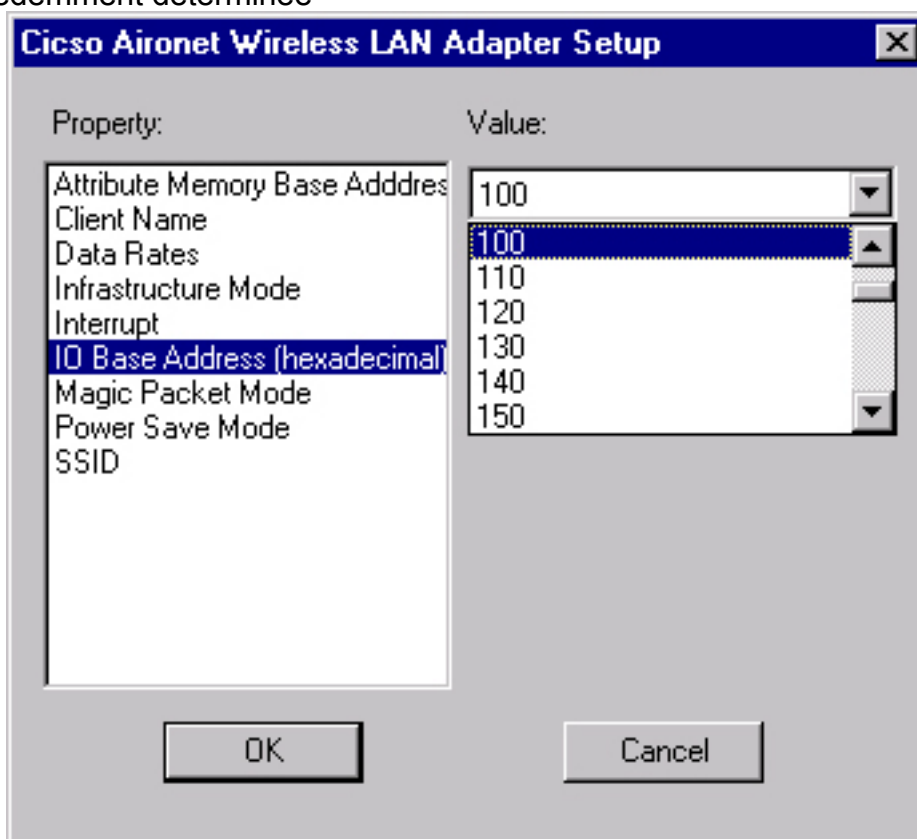 Cicso Aironet Wireless LAN Adapter Setup
Property:
Value:
Attribute Memory Base Adddres
Client Name
Data Rates
Infrastructure Mode
Interrupt
IO Base Address (hexadecimal)
Magic Packet Mode
Power Save Mode
SSID
100
100
110
120
130
140
150
OK
Cancel